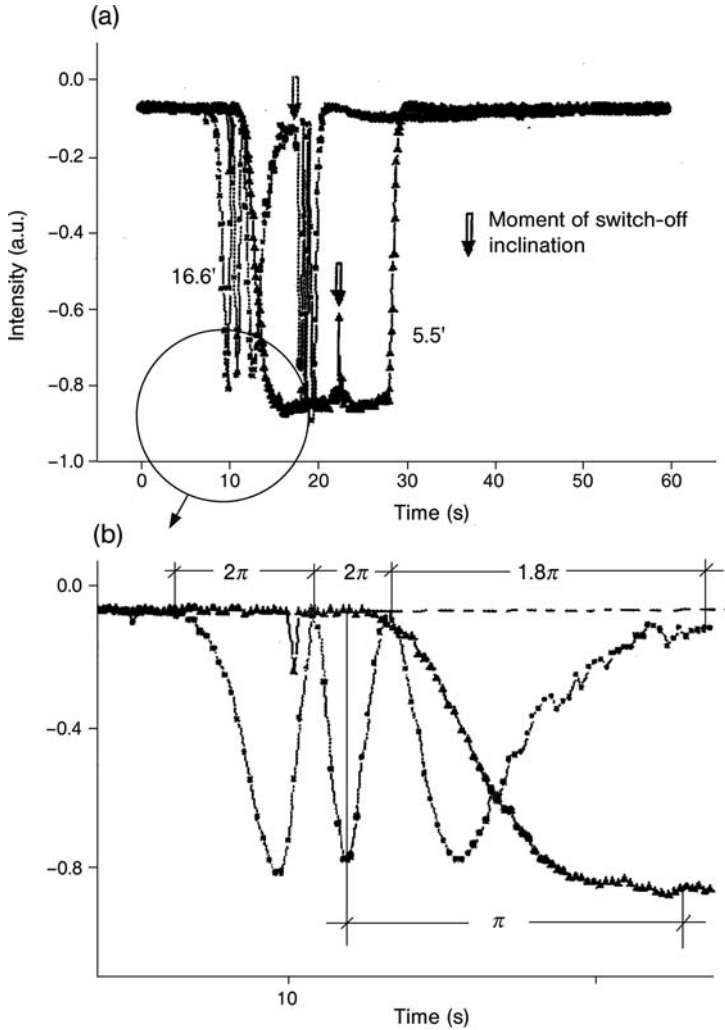 (a)
0.0
−0.2
−0.4
−0.6
−0.8
−1.0
Intensity (a.u.)
16.6'
5.5'
Moment of switch-off
inclination
0
10
20
30
40
50
60
Time (s)
(b)
0.0
−0.4
−0.8
2π
2π
1.8π
π
10
Time (s)